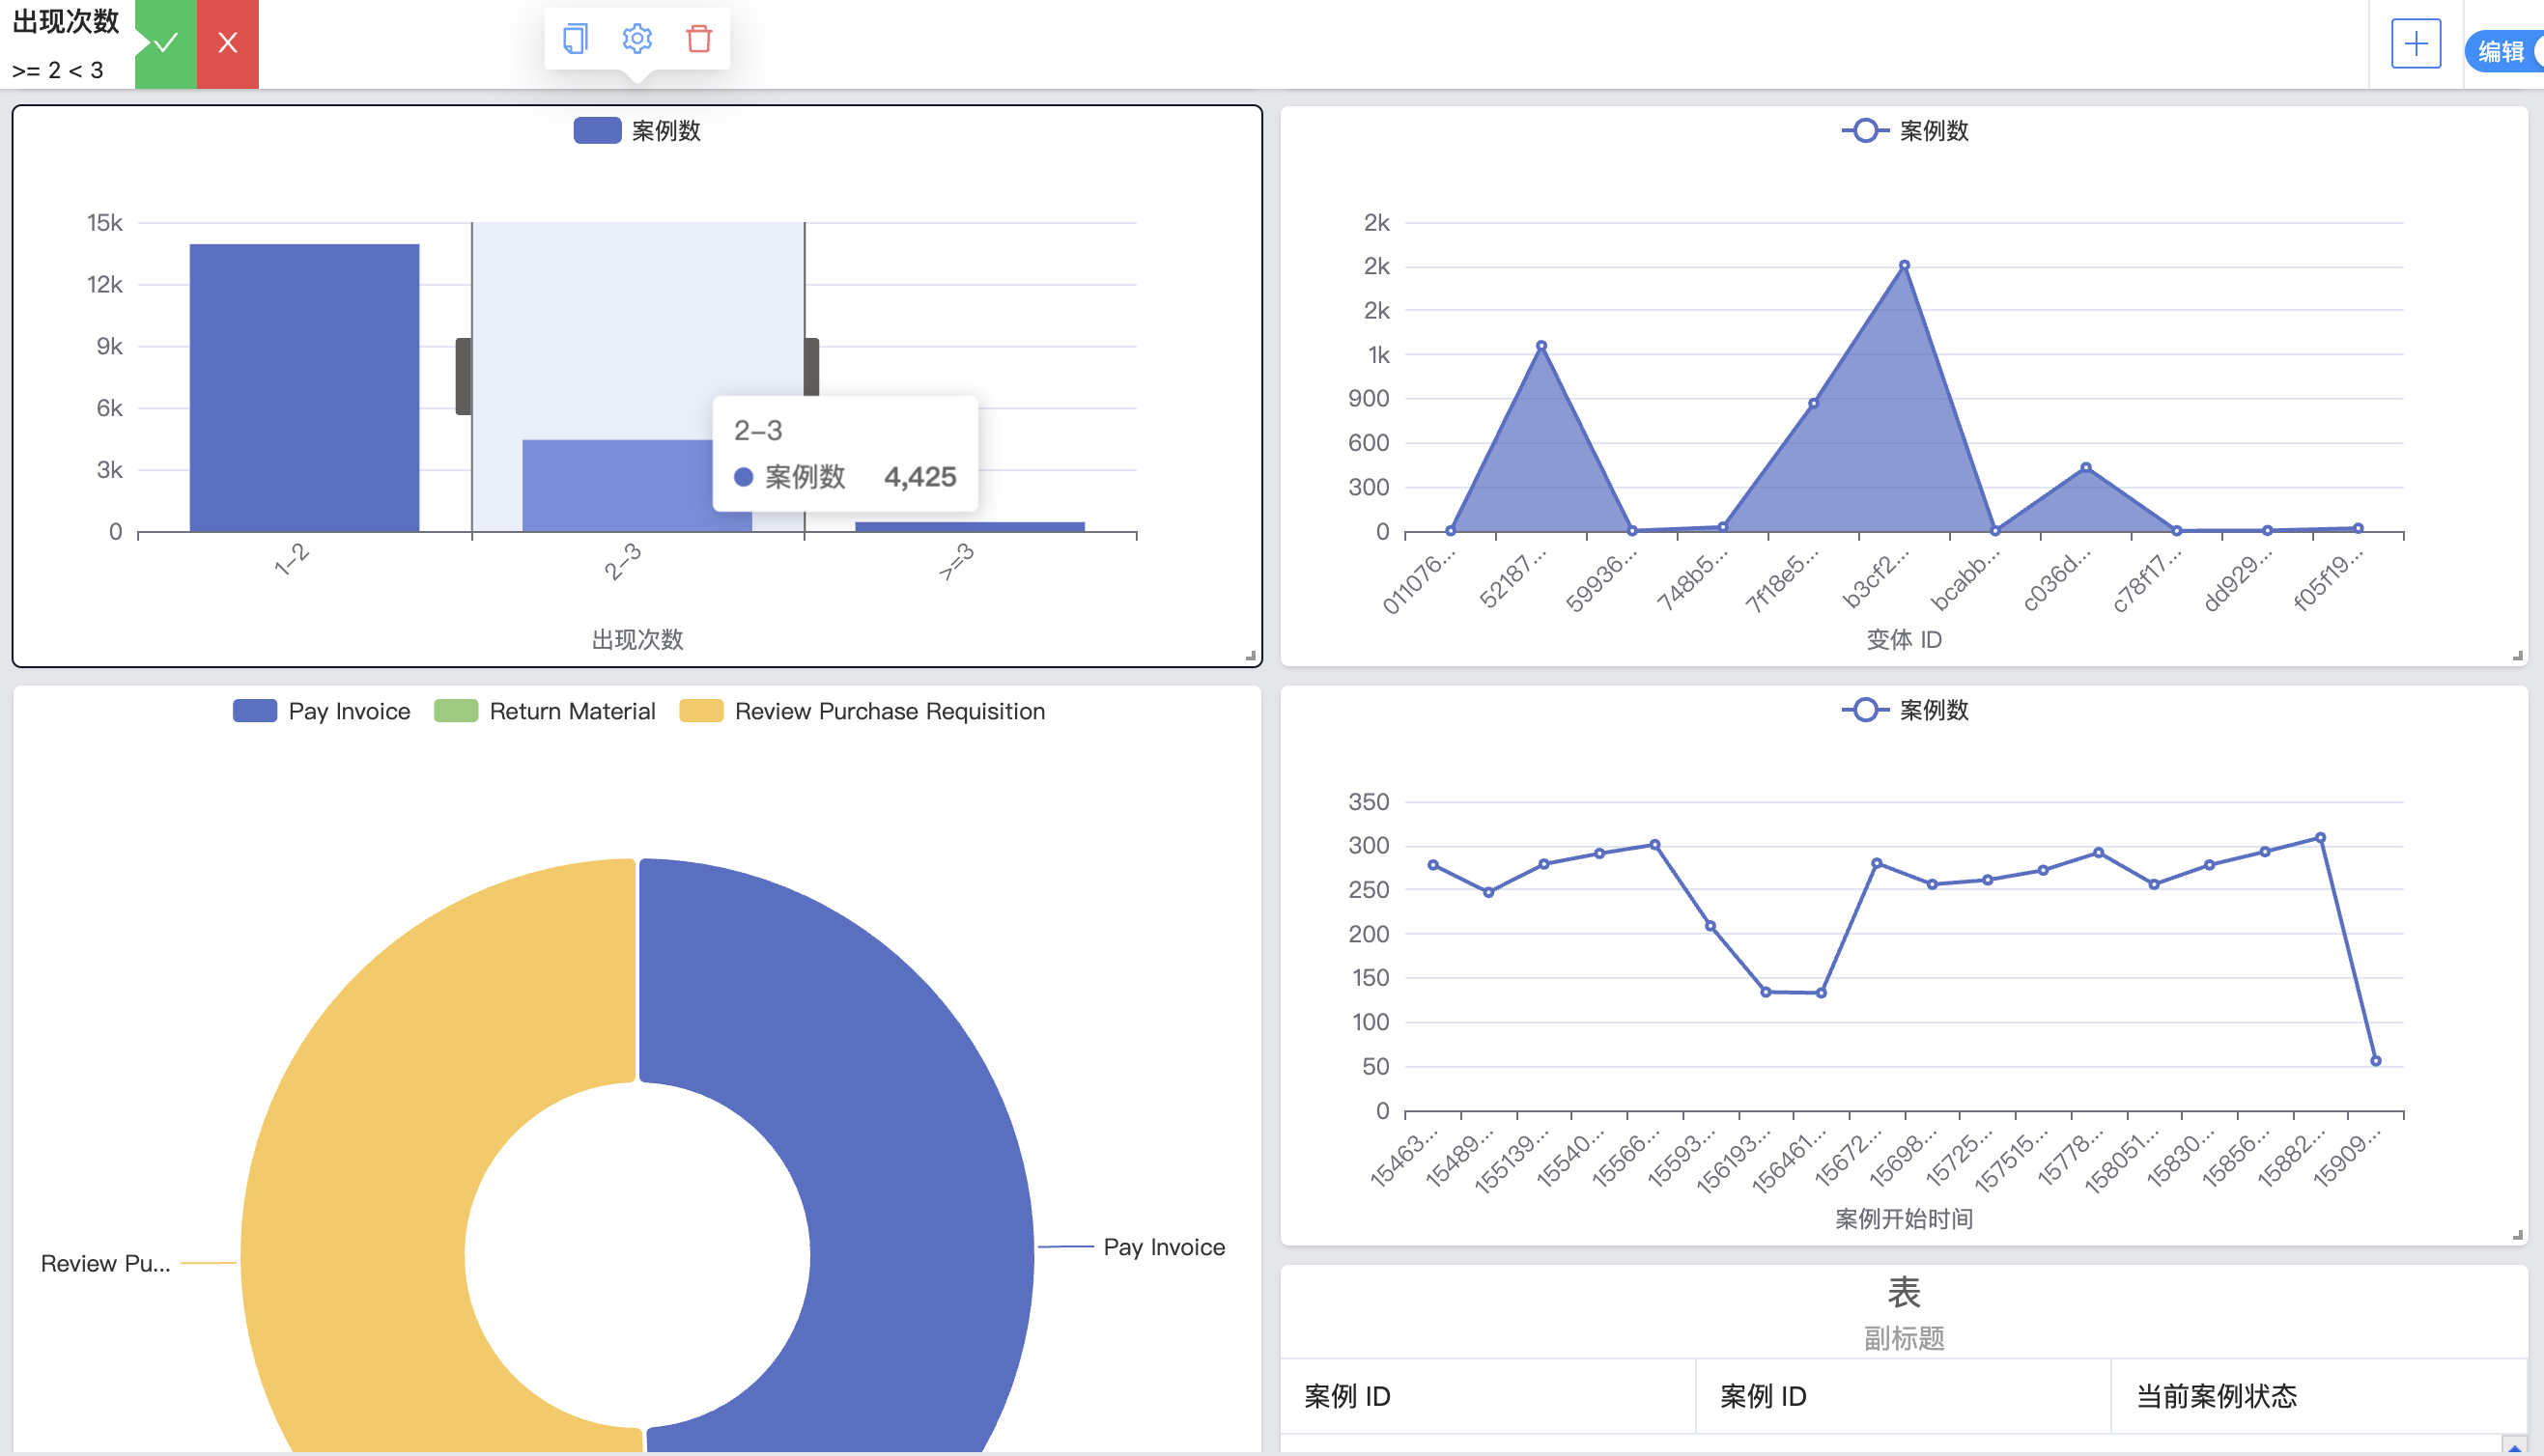 出现次数
>= 2 < 3
编辑
案例数
15k
12k
9k
6k
3k
0
2-3
案例数 4,425
1-2
2-3
>=3
出现次数
案例数
2k
2k
2k
1k
900
600
300
0
011076...
52187...
59936...
748b5...
7f18e5...
b3cf2...
bcabb...
c036d...
c78f17...
dd929...
f05f19...
变体 ID
Pay Invoice
Return Material
Review Purchase Requisition
Review Pu...
Pay Invoice
案例数
350
300
250
200
150
100
50
0
15463...
15489...
155139...
15540...
15566...
15593...
156193...
156461...
15672...
15698...
15725...
157515...
15778...
158051...
15830...
15856...
15882...
15909...
案例开始时间
表
副标题
案例 ID
案例 ID
当前案例状态